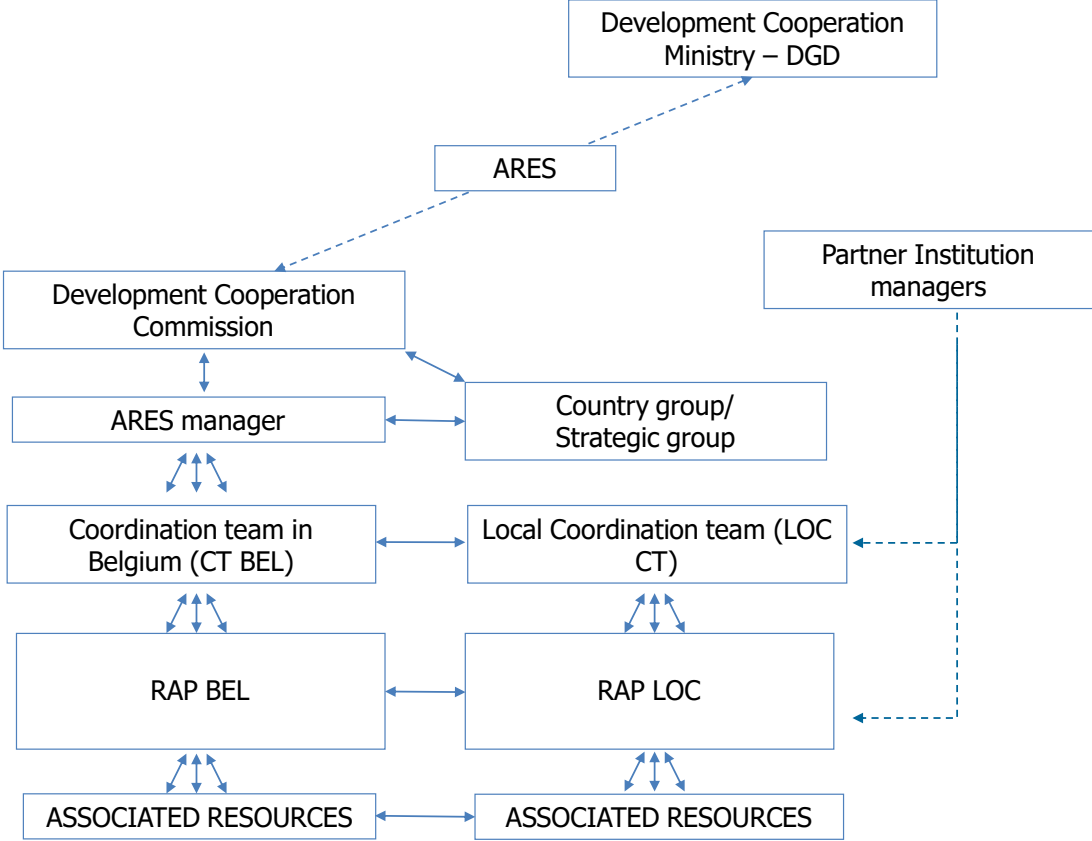 Development Cooperation
Ministry – DGD
ARES
Partner Institution
managers
Development Cooperation
Commission
ARES manager
Country group/
Strategic group
Coordination team in
Belgium (CT BEL)
Local Coordination team (LOC
CT)
RAP BEL
RAP LOC
ASSOCIATED RESOURCES
ASSOCIATED RESOURCES